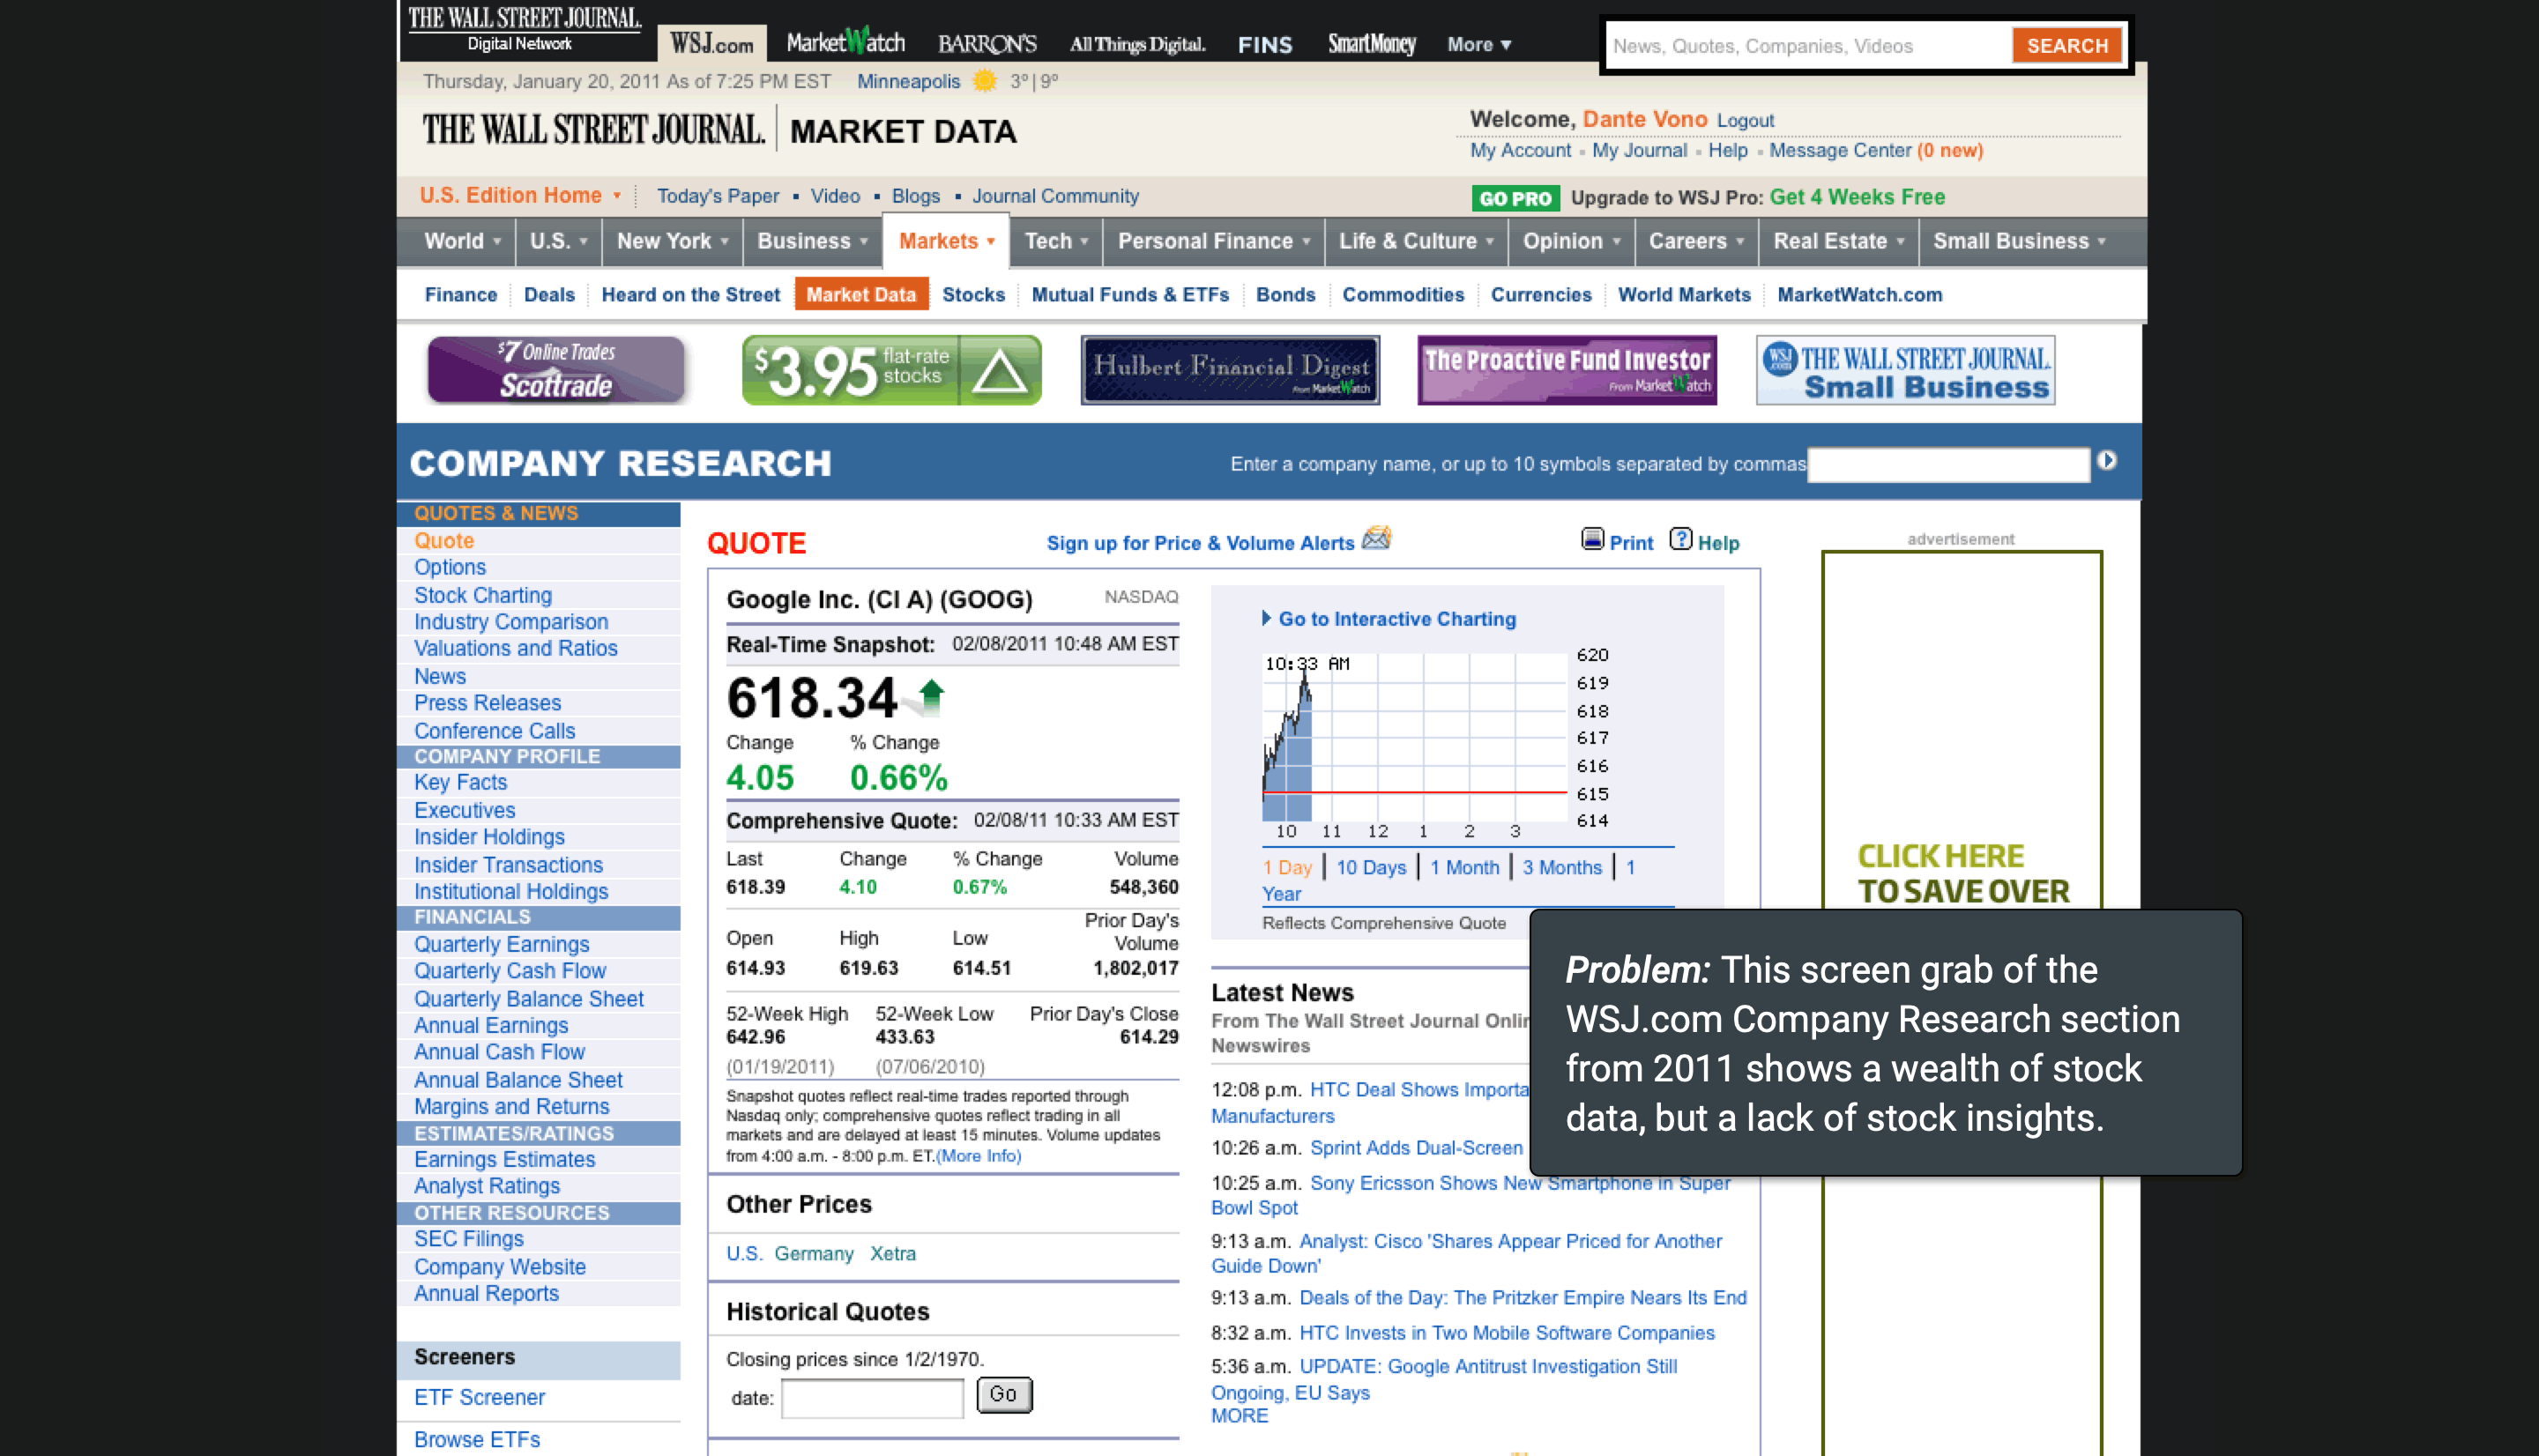 THE WALL STREET JOURNAL.
Digital Network
WSJ.com
MarketWatch
BARRON'S
All Things Digital.
FINS
SmartMoney
More ▾
News, Quotes, Companies, Videos
SEARCH
Thursday, January 20, 2011 As of 7:25 PM EST
Minneapolis
3º | 9º
THE WALL STREET JOURNAL. MARKET DATA
Welcome, Dante Vono Logout
My Account ▪ My Journal ▪ Help ▪ Message Center (0 new)
U.S. Edition Home ▾
Today's Paper ▪ Video ▪ Blogs ▪ Journal Community
GO PRO Upgrade to WSJ Pro: Get 4 Weeks Free
World ▾ U.S. ▾ New York ▾ Business ▾ Markets ▾ Tech ▾ Personal Finance ▾ Life & Culture ▾ Opinion ▾ Careers ▾ Real Estate ▾ Small Business ▾
Finance Deals Heard on the Street Market Data Stocks Mutual Funds & ETFs Bonds Commodities Currencies World Markets MarketWatch.com
$7 Online Trades
Scottrade
$3.95 flat-rate
stocks
Hulbert Financial Digest
From MarketWatch
The Proactive Fund Investor
From MarketWatch
WSJ
.com
THE WALL STREET JOURNAL.
Small Business
COMPANY RESEARCH
Enter a company name, or up to 10 symbols separated by commas
QUOTES & NEWS
Quote
Options
Stock Charting
Industry Comparison
Valuations and Ratios
News
Press Releases
Conference Calls
COMPANY PROFILE
Key Facts
Executives
Insider Holdings
Insider Transactions
Institutional Holdings
FINANCIALS
Quarterly Earnings
Quarterly Cash Flow
Quarterly Balance Sheet
Annual Earnings
Annual Cash Flow
Annual Balance Sheet
Margins and Returns
ESTIMATES/RATINGS
Earnings Estimates
Analyst Ratings
OTHER RESOURCES
SEC Filings
Company Website
Annual Reports
Screeners
ETF Screener
Browse ETFs
QUOTE
Sign up for Price & Volume Alerts
Print
? Help
Google Inc. (Cl A) (GOOG) NASDAQ
Real-Time Snapshot: 02/08/2011 10:48 AM EST
618.34
Change % Change
4.05 0.66%
Comprehensive Quote: 02/08/11 10:33 AM EST
Last Change % Change Volume
618.39 4.10 0.67% 548,360
Open High Low Prior Day's
Volume
614.93 619.63 614.51 1,802,017
52-Week High 52-Week Low Prior Day's Close
642.96 433.63 614.29
(01/19/2011) (07/06/2010)
Snapshot quotes reflect real-time trades reported through
Nasdaq only; comprehensive quotes reflect trading in all
markets and are delayed at least 15 minutes. Volume updates
from 4:00 a.m. - 8:00 p.m. ET.(More Info)
Other Prices
U.S. Germany Xetra
Historical Quotes
Closing prices since 1/2/1970.
date:
Go
Go to Interactive Charting
10:33 AM
620
619
618
617
616
615
614
10 11 12 1 2 3
1 Day | 10 Days | 1 Month | 3 Months | 1
Year
Reflects Comprehensive Quote
Latest News
From The Wall Street Journal Onlin
Newswires
12:08 p.m. HTC Deal Shows Importa
Manufacturers
10:26 a.m. Sprint Adds Dual-Screen
10:25 a.m. Sony Ericsson Shows New Smartphone in Super
Bowl Spot
9:13 a.m. Analyst: Cisco 'Shares Appear Priced for Another
Guide Down'
9:13 a.m. Deals of the Day: The Pritzker Empire Nears Its End
8:32 a.m. HTC Invests in Two Mobile Software Companies
5:36 a.m. UPDATE: Google Antitrust Investigation Still
Ongoing, EU Says
MORE
advertisement
CLICK HERE
TO SAVE OVER
Problem: This screen grab of the
WSJ.com Company Research section
from 2011 shows a wealth of stock
data, but a lack of stock insights.